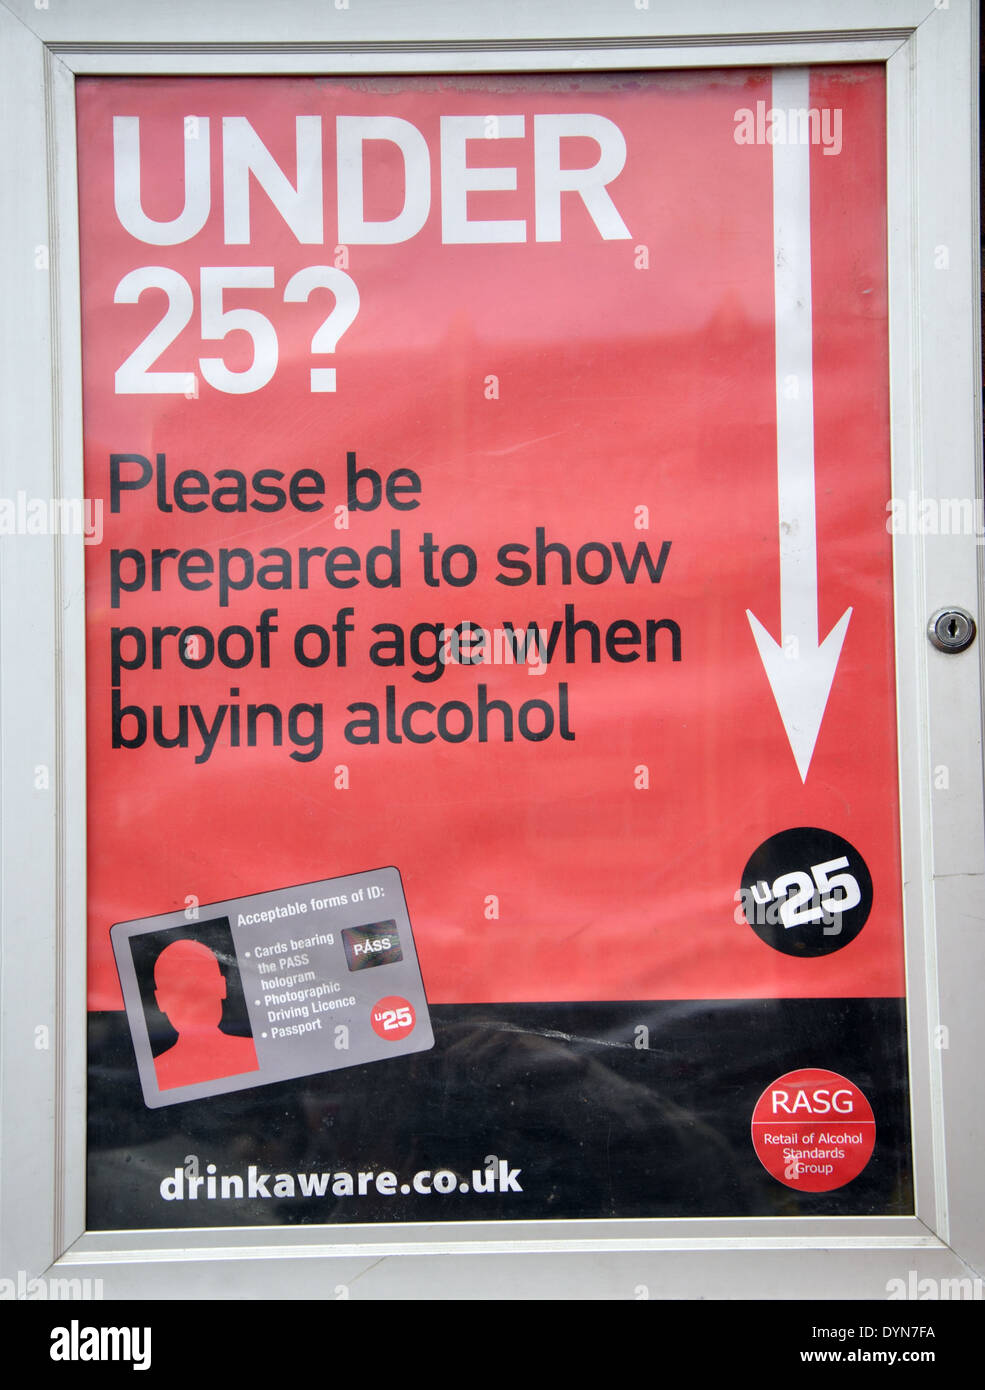 UNDER
25?
Please be
prepared to show
proof of age when
buying alcohol
u25
Acceptable forms of ID:
• Cards bearing
the PASS
hologram
• Photographic
Driving Licence
• Passport
PASS
u25
RASG
Retail of Alcohol
Standards
Group
drinkaware.co.uk
alamy
Image ID: DYN7FA
www.alamy.com